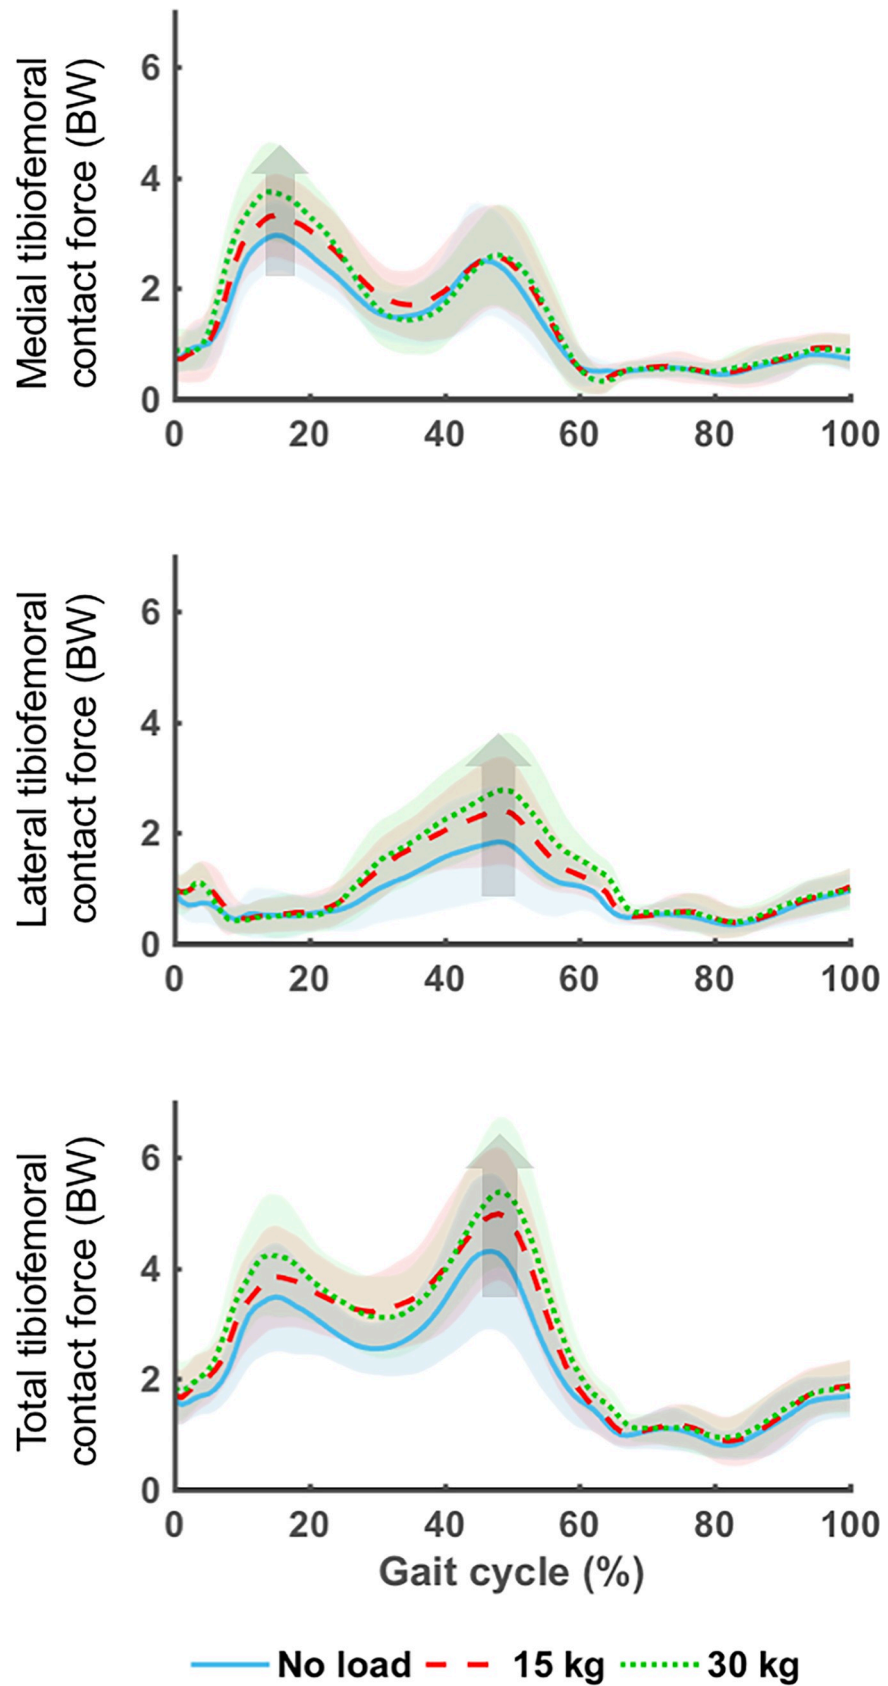 Medial tibiofemoral
contact force (BW)
6
4
2
0
0 20 40 60 80 100
Lateral tibiofemoral
contact force (BW)
6
4
2
0
0 20 40 60 80 100
Total tibiofemoral
contact force (BW)
6
4
2
0
0 20 40 60 80 100
Gait cycle (%)
No load 15 kg 30 kg